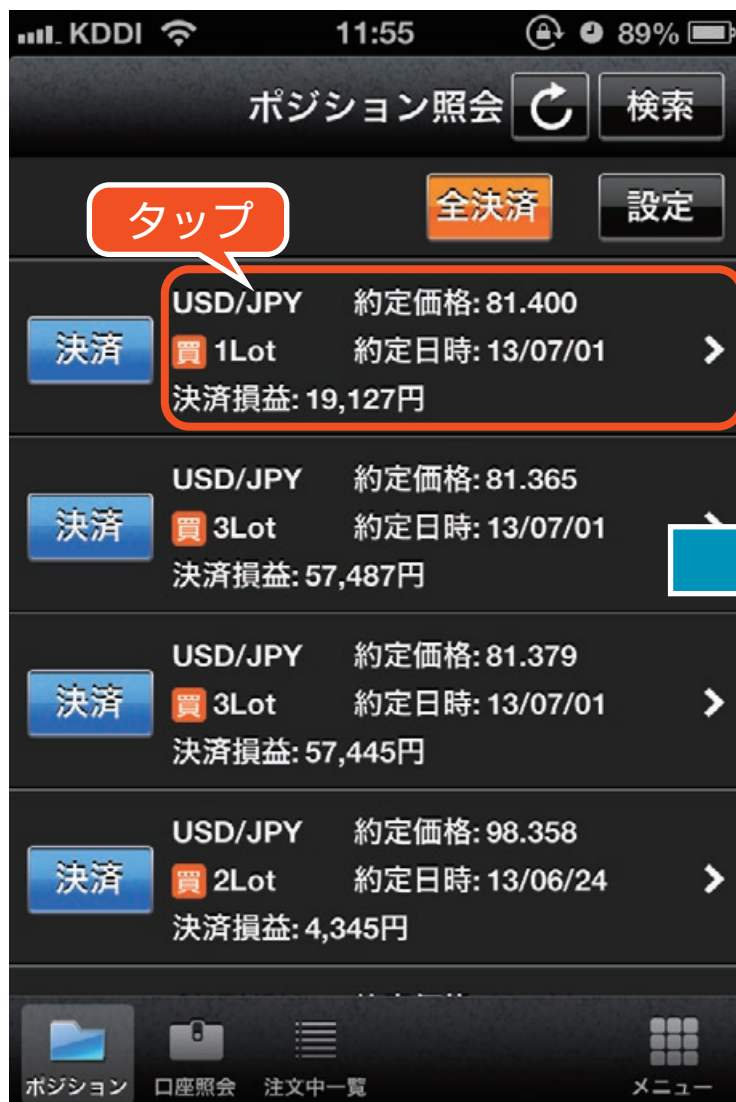 KDDI 11:55 89%
ポジション照会 検索
タップ 全決済 設定
USD/JPY 約定価格: 81.400
決済 買 1Lot 約定日時: 13/07/01
決済損益: 19,127円
USD/JPY 約定価格: 81.365
決済 買 3Lot 約定日時: 13/07/01
決済損益: 57,487円
USD/JPY 約定価格: 81.379
決済 買 3Lot 約定日時: 13/07/01
決済損益: 57,445円
USD/JPY 約定価格: 98.358
決済 買 2Lot 約定日時: 13/06/24
決済損益: 4,345円
ポジション 口座照会 注文中一覧 メニュー